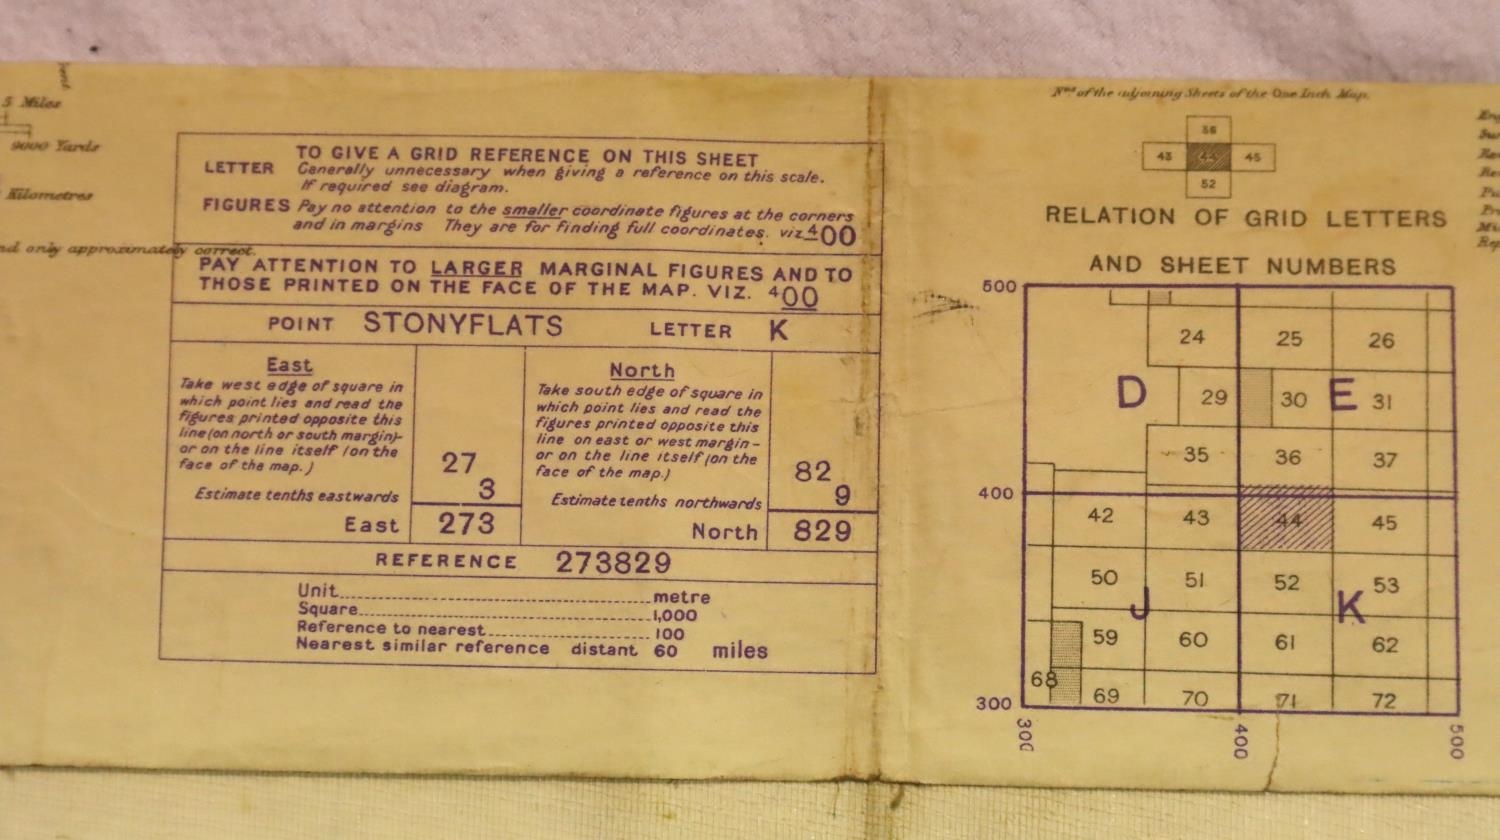 5 Miles
9000 Yards
Kilometres
nd only approximately correct.
TO GIVE A GRID REFERENCE ON THIS SHEET
LETTER Generally unnecessary when giving a reference on this scale.
If required see diagram.
FIGURES Pay no attention to the smaller coordinate figures at the corners
and in margins They are for finding full coordinates. viz. 400
PAY ATTENTION TO LARGER MARGINAL FIGURES AND TO
THOSE PRINTED ON THE FACE OF THE MAP. VIZ. 400
POINT STONYFLATS LETTER K
East
Take west edge of square in
which point lies and read the
figures printed opposite this
line (on north or south margin)-
or on the line itself (on the
face of the map.)
27
Estimate tenths eastwards 3
East 273
North
Take south edge of square in
which point lies and read the
figures printed opposite this
line on east or west margin-
or on the line itself (on the
face of the map.)
82
Estimate tenths northwards 9
North 829
REFERENCE 273829
Unit metre
Square 1,000
Reference to nearest 100
Nearest similar reference distant 60 miles
Nos of the adjoining Sheets of the One Inch Map.
36
43 44 45
52
RELATION OF GRID LETTERS
AND SHEET NUMBERS
500
24 25 26
D 29 30 E 31
35 36 37
400
42 43 44 45
50 51 52 53
J K
59 60 61 62
68 69 70 71 72
300
300 400 500